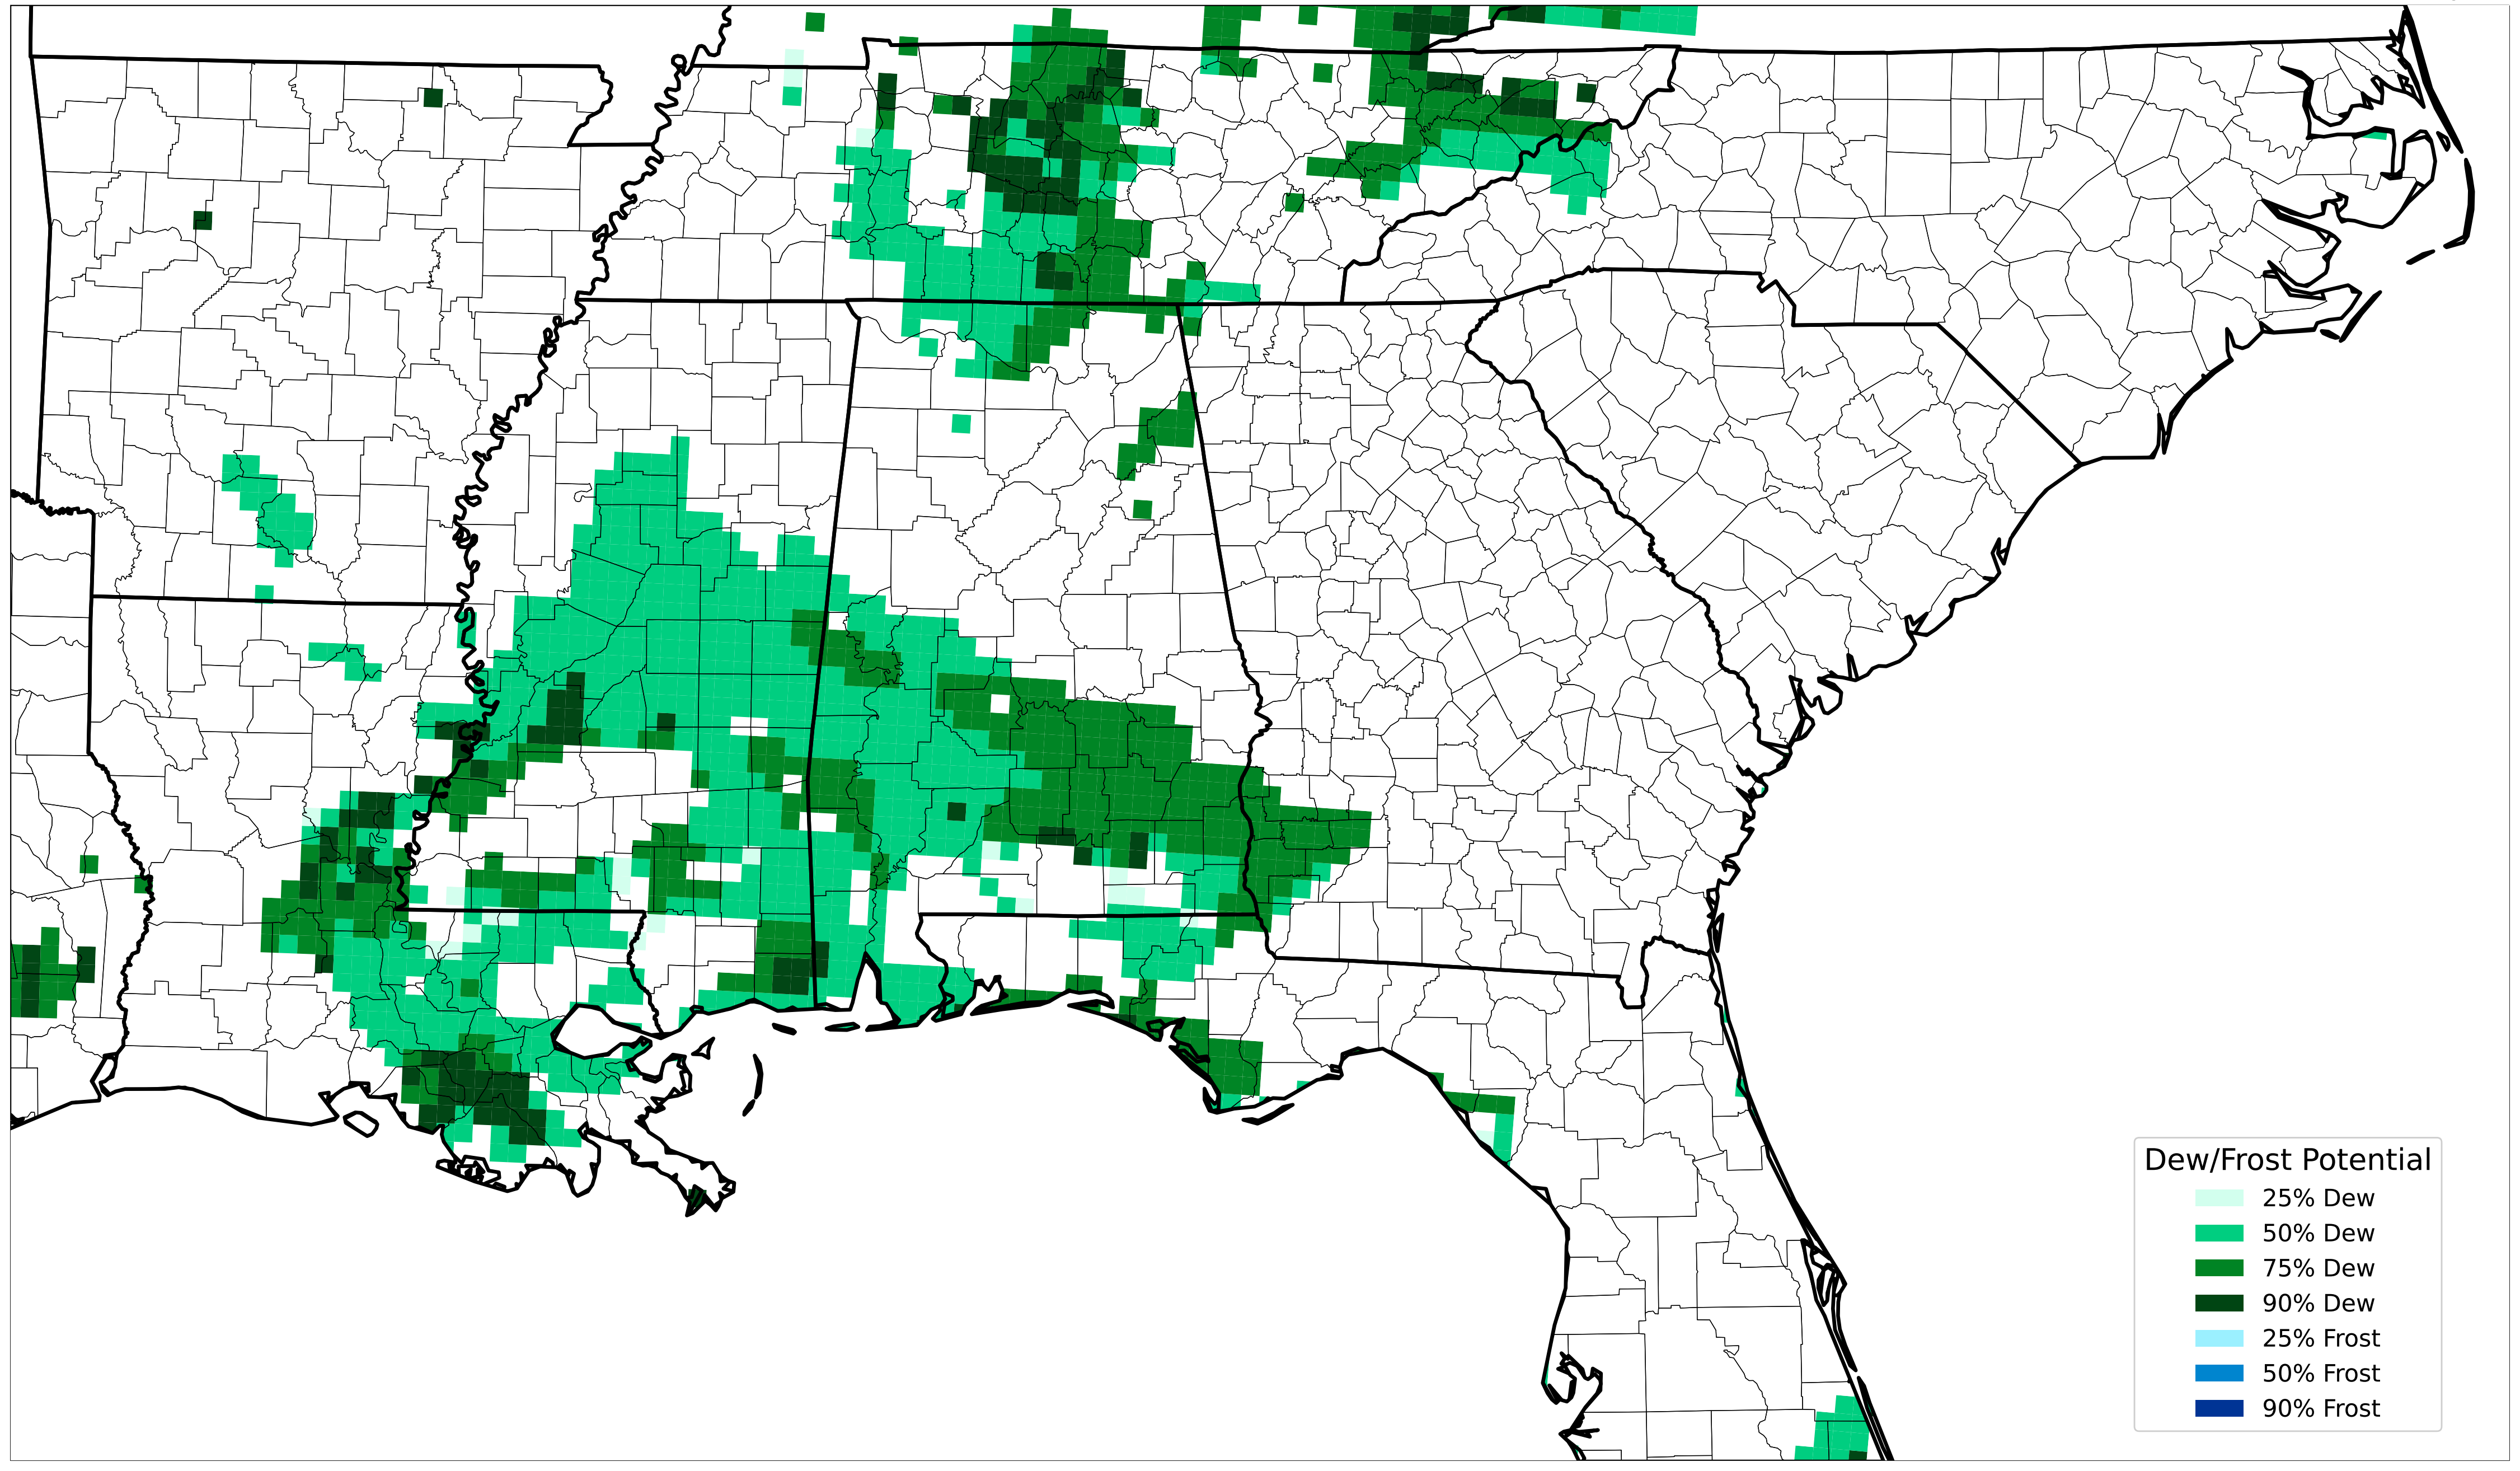 Dew/Frost Potential
25% Dew
50% Dew
75% Dew
90% Dew
25% Frost
50% Frost
90% Frost